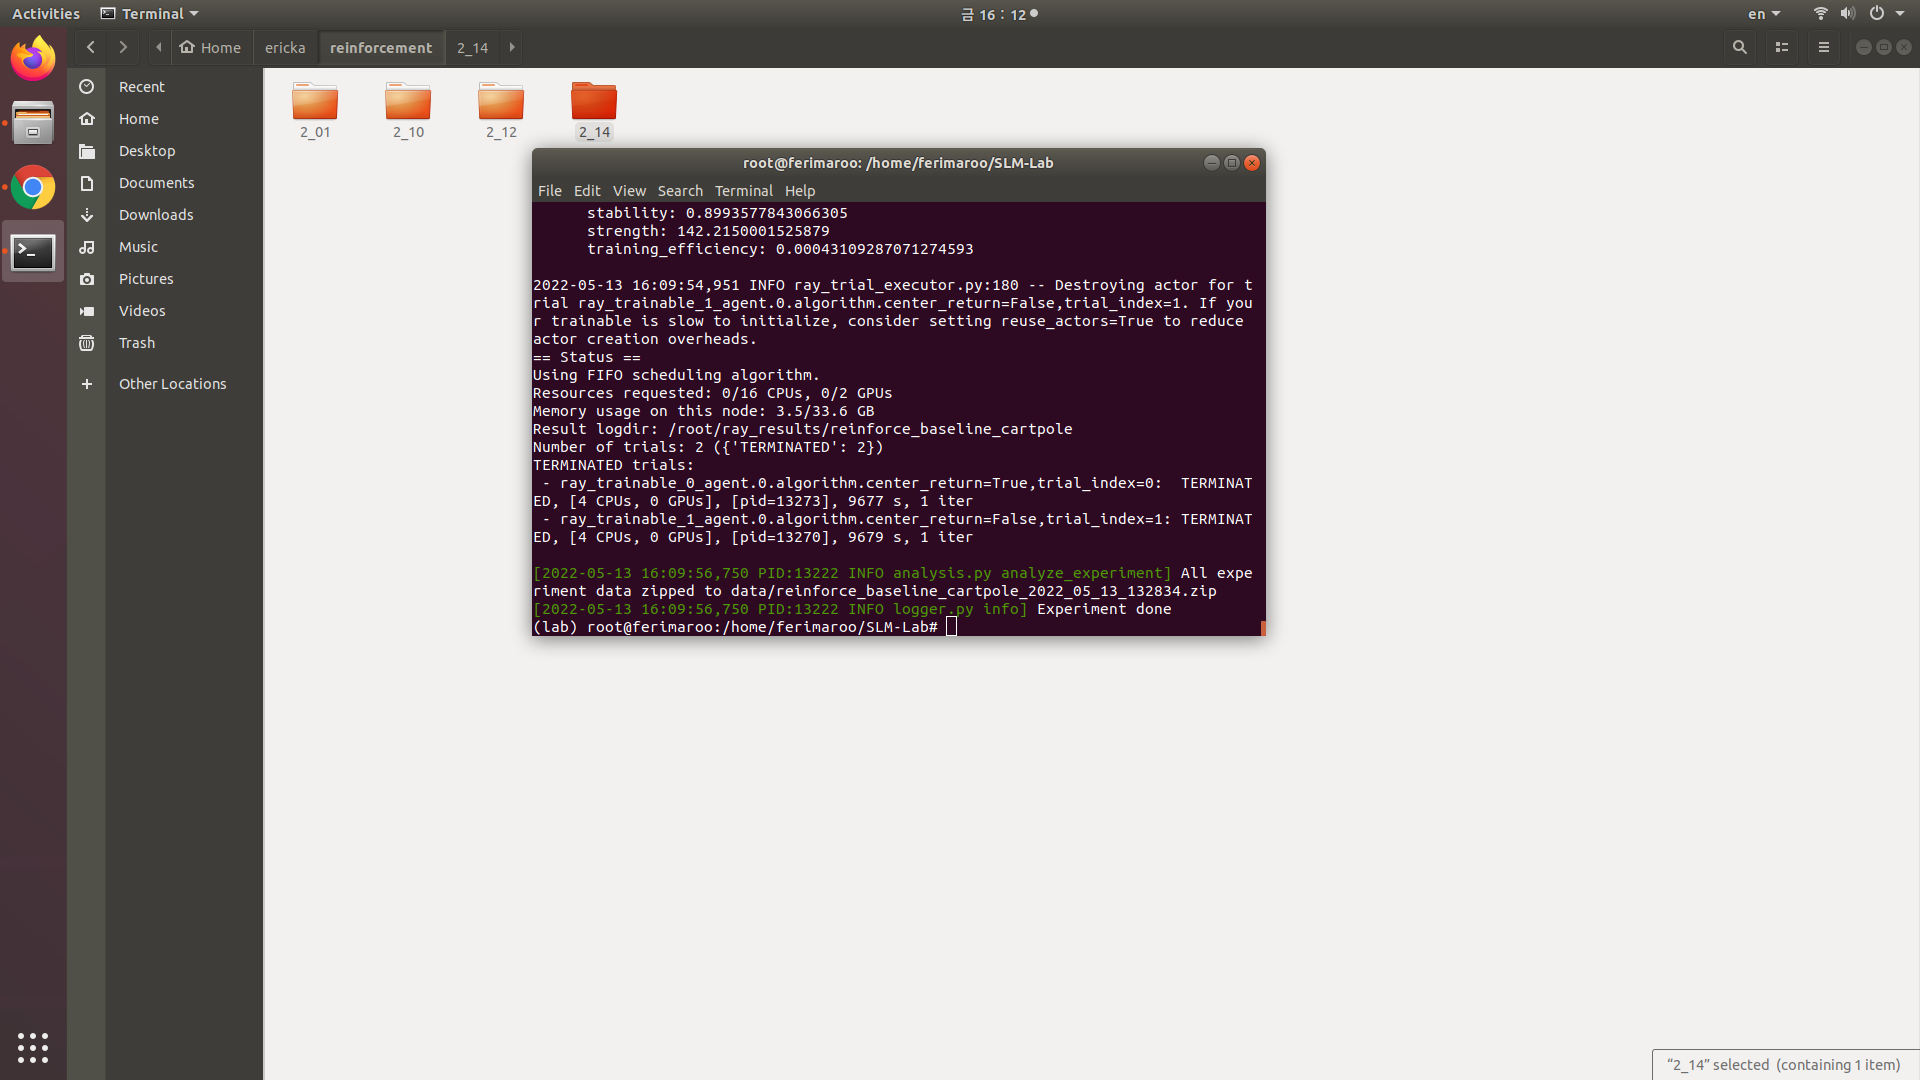 Activities
Terminal
금 16 : 12
en
Home
ericka
reinforcement
2_14
Recent
Home
Desktop
Documents
Downloads
Music
Pictures
Videos
Trash
Other Locations
2_01
2_10
2_12
2_14
root@ferimaroo: /home/ferimaroo/SLM-Lab
File Edit View Search Terminal Help
stability: 0.8993577843066305
strength: 142.2150001525879
training_efficiency: 0.00043109287071274593
2022-05-13 16:09:54,951 INFO ray_trial_executor.py:180 -- Destroying actor for t
rial ray_trainable_1_agent.0.algorithm.center_return=False,trial_index=1. If you
r trainable is slow to initialize, consider setting reuse_actors=True to reduce
actor creation overheads.
== Status ==
Using FIFO scheduling algorithm.
Resources requested: 0/16 CPUs, 0/2 GPUs
Memory usage on this node: 3.5/33.6 GB
Result logdir: /root/ray_results/reinforce_baseline_cartpole
Number of trials: 2 ({'TERMINATED': 2})
TERMINATED trials:
- ray_trainable_0_agent.0.algorithm.center_return=True,trial_index=0: TERMINAT
ED, [4 CPUs, 0 GPUs], [pid=13273], 9677 s, 1 iter
- ray_trainable_1_agent.0.algorithm.center_return=False,trial_index=1: TERMINAT
ED, [4 CPUs, 0 GPUs], [pid=13270], 9679 s, 1 iter
[2022-05-13 16:09:56,750 PID:13222 INFO analysis.py analyze_experiment] All expe
riment data zipped to data/reinforce_baseline_cartpole_2022_05_13_132834.zip
[2022-05-13 16:09:56,750 PID:13222 INFO logger.py info] Experiment done
(lab) root@ferimaroo:/home/ferimaroo/SLM-Lab#
“2_14” selected (containing 1 item)